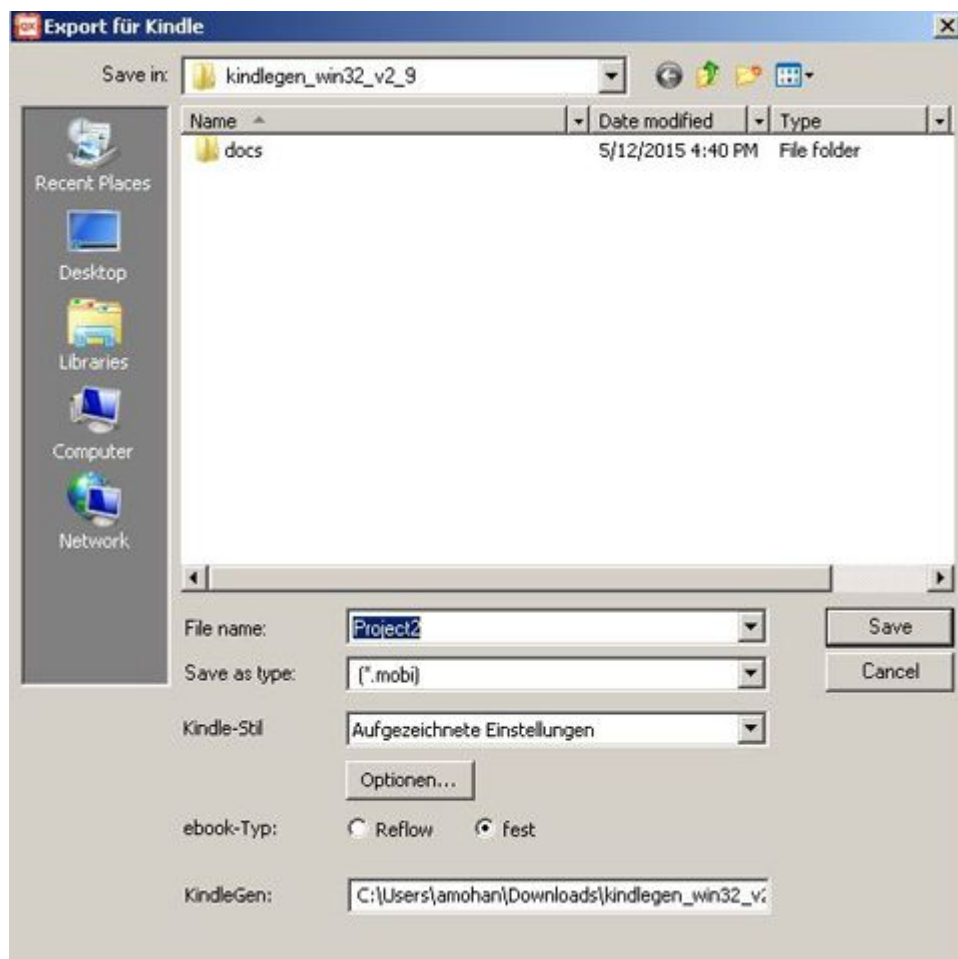 Export für Kindle
Save in: kindlegen_win32_v2_9
Name Date modified Type
docs 5/12/2015 4:40 PM File folder
Recent Places
Desktop
Libraries
Computer
Network
File name: Project2 Save
Save as type: (*.mobi) Cancel
Kindle-Stil Aufgezeichnete Einstellungen
Optionen...
ebook-Typ: Reflow fest
KindleGen: C:\Users\amohan\Downloads\kindlegen_win32_v2